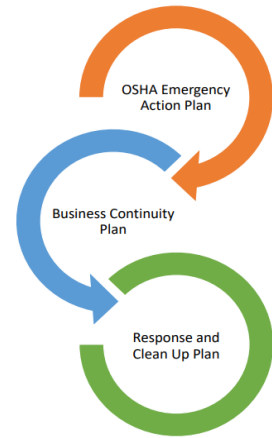 OSHA Emergency
Action Plan
Business Continuity
Plan
Response and
Clean Up Plan